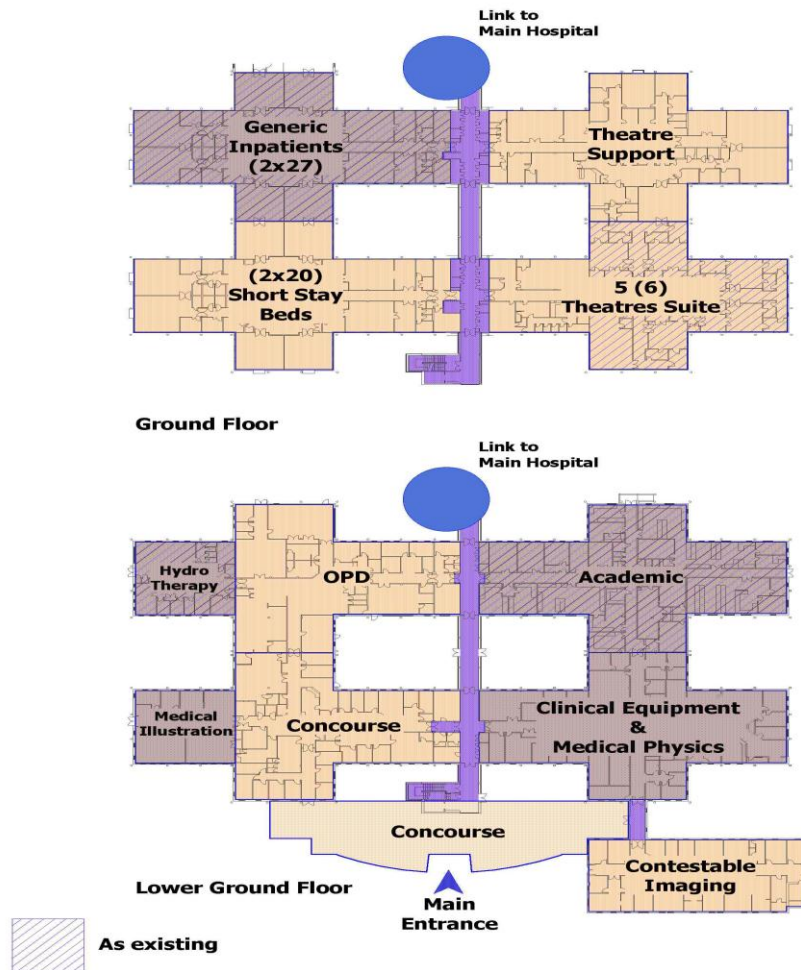 Link to
Main Hospital
Generic
Inpatients
(2x27)
Theatre
Support
(2x20)
Short Stay
Beds
5 (6)
Theatres Suite
Ground Floor
Link to
Main Hospital
Hydro
Therapy
OPD
Academic
Medical
Illustration
Concourse
Clinical Equipment
&
Medical Physics
Concourse
Contestable
Imaging
Lower Ground Floor
Main
Entrance
As existing